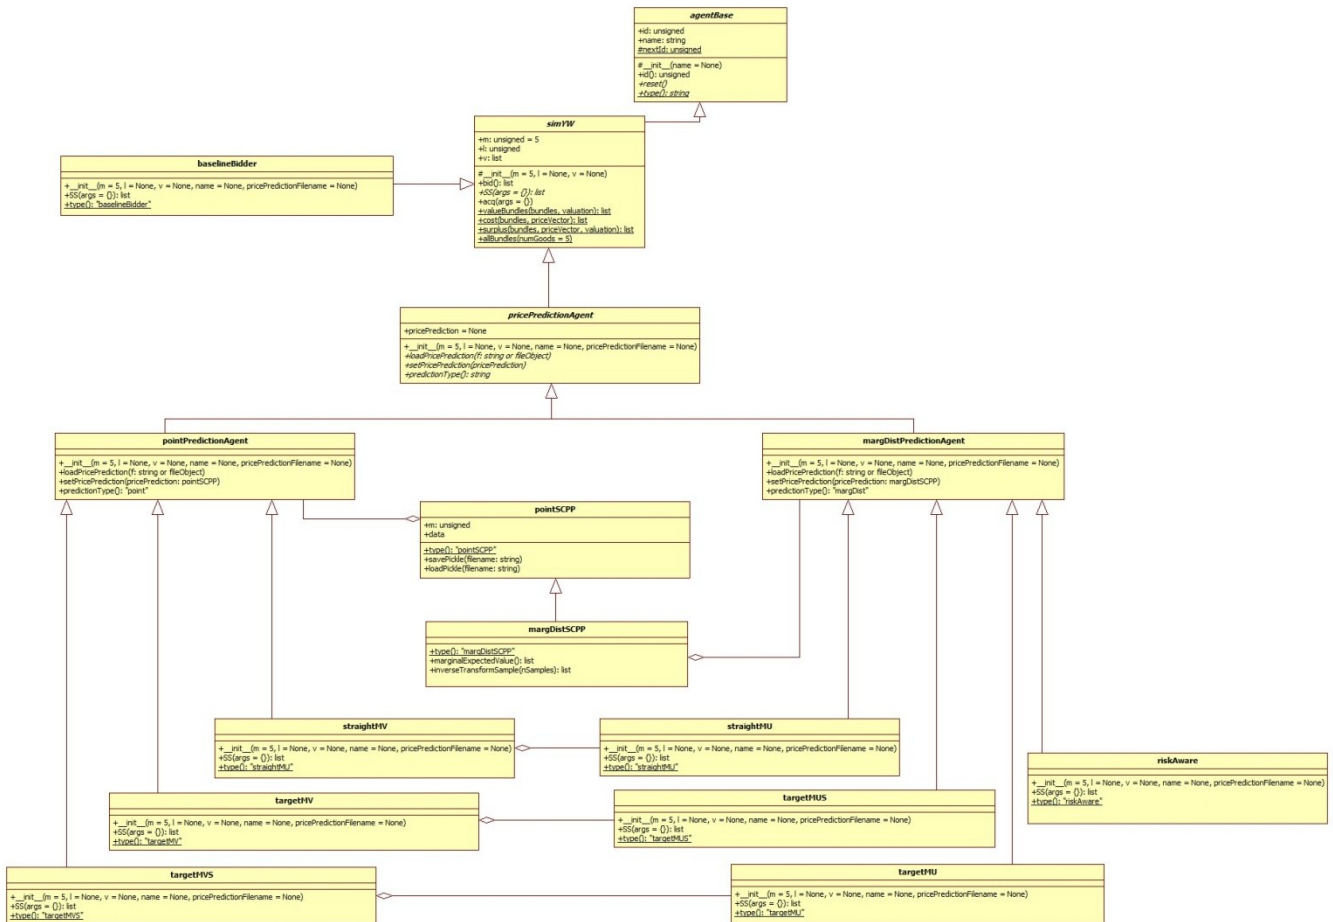 agentBase
+id: unsigned
+name: string
#nextId: unsigned
#__init__(name = None)
+id(): unsigned
+reset()
+type(): string
simYW
+m: unsigned = 5
+l: unsigned
+v: list
#__init__(m = 5, l = None, v = None)
+bid(): list
+SS(args = {}): list
+acq(args = {})
+valueBundles(bundles, valuation): list
+cost(bundles, priceVector): list
+surplus(bundles, priceVector, valuation): list
+allBundles(numGoods = 5)
baselineBidder
+__init__(m = 5, l = None, v = None, name = None, pricePredictionFilename = None)
+SS(args = {}): list
+type(): "baselineBidder"
pricePredictionAgent
+pricePrediction = None
+__init__(m = 5, l = None, v = None, name = None, pricePredictionFilename = None)
+loadPricePrediction(f: string or fileObject)
+setPricePrediction(pricePrediction)
+predictionType(): string
pointPredictionAgent
+__init__(m = 5, l = None, v = None, name = None, pricePredictionFilename = None)
+loadPricePrediction(f: string or fileObject)
+setPricePrediction(pricePrediction: pointSCPP)
+predictionType(): "point"
margDistPredictionAgent
+__init__(m = 5, l = None, v = None, name = None, pricePredictionFilename = None)
+loadPricePrediction(f: string or fileObject)
+setPricePrediction(pricePrediction: margDistSCPP)
+predictionType(): "margDist"
pointSCPP
+m: unsigned
+data
+type(): "pointSCPP"
+savePickle(filename: string)
+loadPickle(filename: string)
margDistSCPP
+type(): "margDistSCPP"
+marginalExpectedValue(): list
+inverseTransformSample(nSamples): list
straightMV
+__init__(m = 5, l = None, v = None, name = None, pricePredictionFilename = None)
+SS(args = {}): list
+type(): "straightMU"
straightMU
+__init__(m = 5, l = None, v = None, name = None, pricePredictionFilename = None)
+SS(args = {}): list
+type(): "straightMU"
riskAware
+__init__(m = 5, l = None, v = None, name = None, pricePredictionFilename = None)
+SS(args = {}): list
+type(): "riskAware"
targetMV
+__init__(m = 5, l = None, v = None, name = None, pricePredictionFilename = None)
+SS(args = {}): list
+type(): "targetMV"
targetMUS
+__init__(m = 5, l = None, v = None, name = None, pricePredictionFilename = None)
+SS(args = {}): list
+type(): "targetMUS"
targetMVS
+__init__(m = 5, l = None, v = None, name = None, pricePredictionFilename = None)
+SS(args = {}): list
+type(): "targetMVS"
targetMU
+__init__(m = 5, l = None, v = None, name = None, pricePredictionFilename = None)
+SS(args = {}): list
+type(): "targetMU"